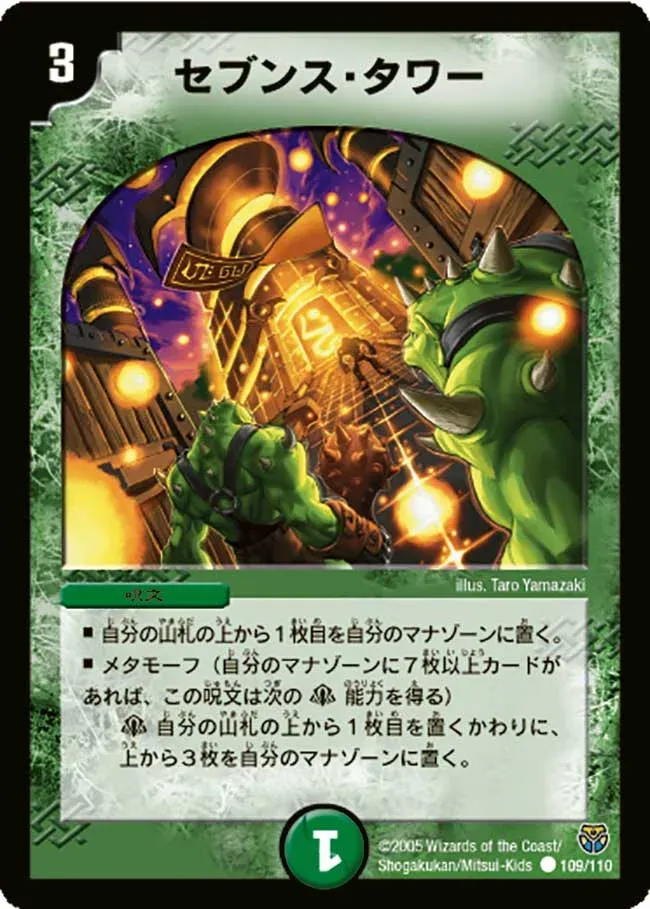 3
セブンス・タワー
illus. Taro Yamazaki
呪文
■ 自分の山札の上から1枚目を自分のマナゾーンに置く。
■ メタモーフ（自分のマナゾーンに7枚以上カードが
あれば、この呪文は次の 能力を得る）
自分の山札の上から1枚目を置くかわりに、
上から3枚を自分のマナゾーンに置く。
1
©2005 Wizards of the Coast/
Shogakukan/Mitsui-Kids ● 109/110